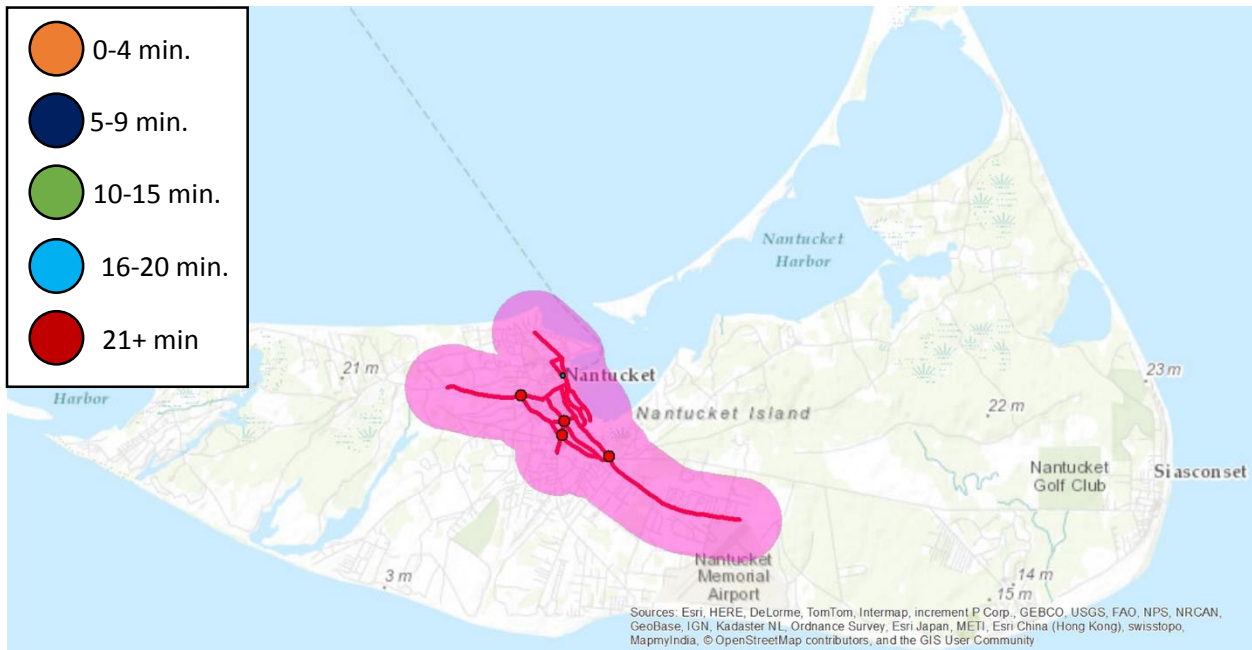 0-4 min.
5-9 min.
10-15 min.
16-20 min.
21+ min
Nantucket
Harbor
21 m
Harbor
Nantucket
23 m
Nantucket Island
22 m
Nantucket
Golf Club
Siasconset
3 m
Nantucket
Memorial
Airport
14 m
15 m
Sources: Esri, HERE, DeLorme, TomTom, Intermap, increment P Corp., GEBCO, USGS, FAO, NPS, NRCAN,
GeoBase, IGN, Kadaster NL, Ordnance Survey, Esri Japan, METI, Esri China (Hong Kong), swisstopo,
MapmyIndia, © OpenStreetMap contributors, and the GIS User Community